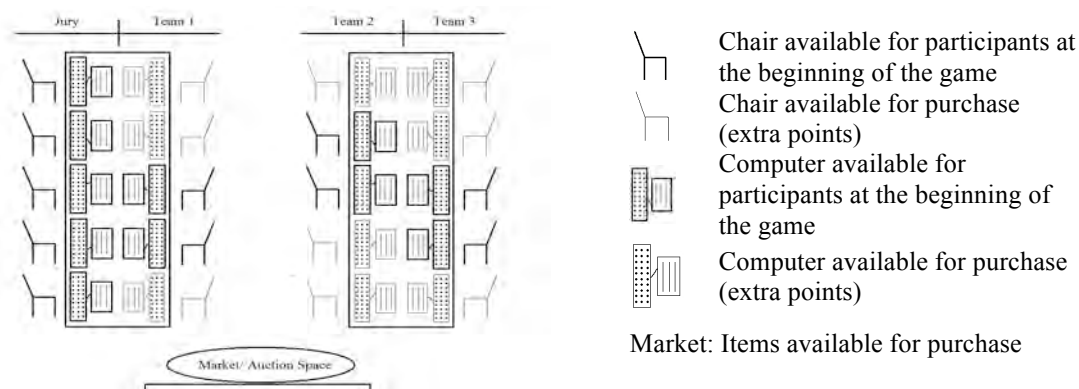 Jury Team 1
Team 2 Team 3
Chair available for participants at
the beginning of the game
Chair available for purchase
(extra points)
Computer available for
participants at the beginning of
the game
Computer available for purchase
(extra points)
Market/ Auction Space
Market: Items available for purchase